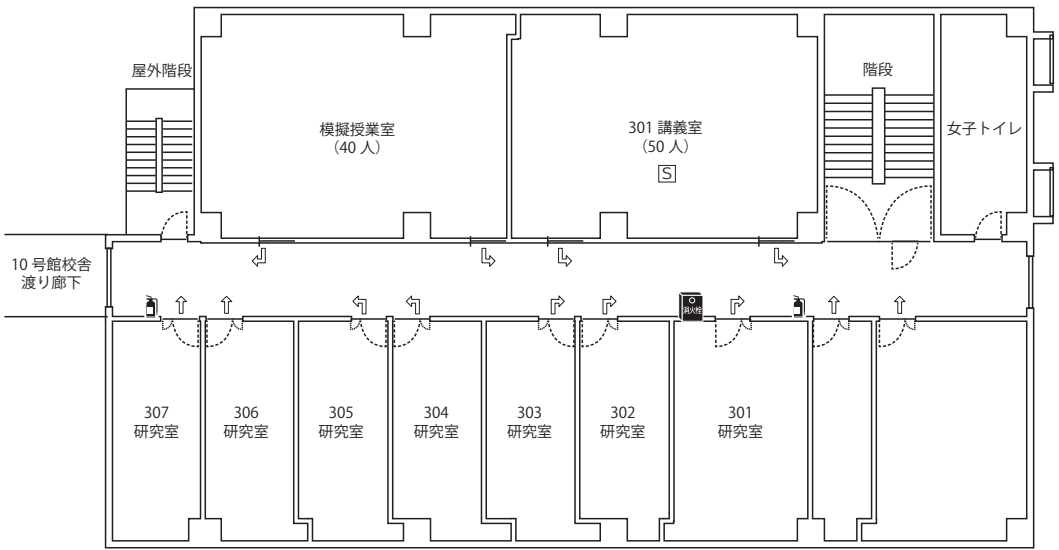 屋外階段
模擬授業室
（40 人）
301 講義室
（50 人）
S
階段
女子トイレ
10 号館校舎
渡り廊下
消火栓
307
研究室
306
研究室
305
研究室
304
研究室
303
研究室
302
研究室
301
研究室